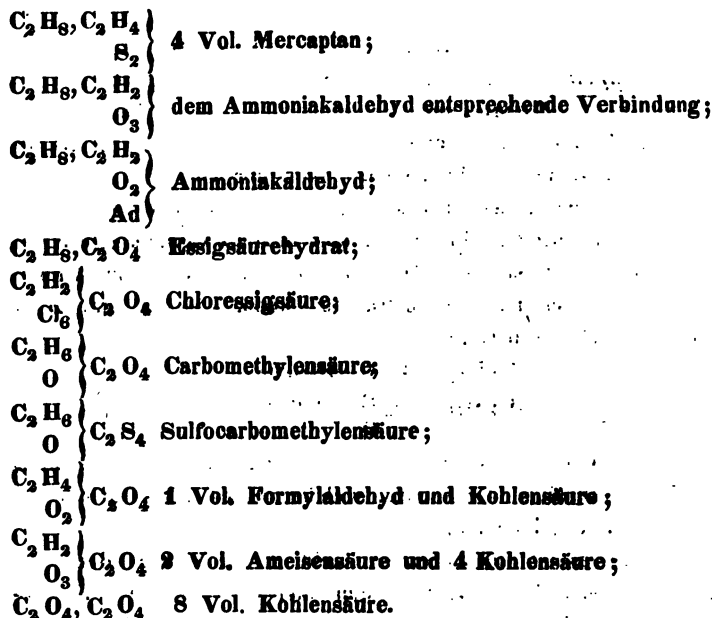 C₂ H₈, C₂ H₄
S₂ } 4 Vol. Mercaptan;
C₂ H₈, C₂ H₂
O₃ } dem Ammoniakaldehyd entsprechende Verbindung;
C₂ H₈, C₂ H₂
O₂ } Ammoniakaldehyd;
Ad
C₂ H₈, C₂ O₄ Essigsäurehydrat;
C₂ H₂
Cl₆ } C₂ O₄ Chloressigsäure;
C₂ H₆
O } C₂ O₄ Carbomethylensäure;
C₂ H₆
O } C₂ S₄ Sulfocarbomethylensäure;
C₂ H₄
O₂ } C₂ O₄ 1 Vol. Formylaldehyd und Kohlensäure;
C₂ H₂
O₃ } C₂ O₄ 2 Vol. Ameisensäure und 4 Kohlensäure;
C₂ O₄, C₂ O₄ 8 Vol. Kohlensäure.